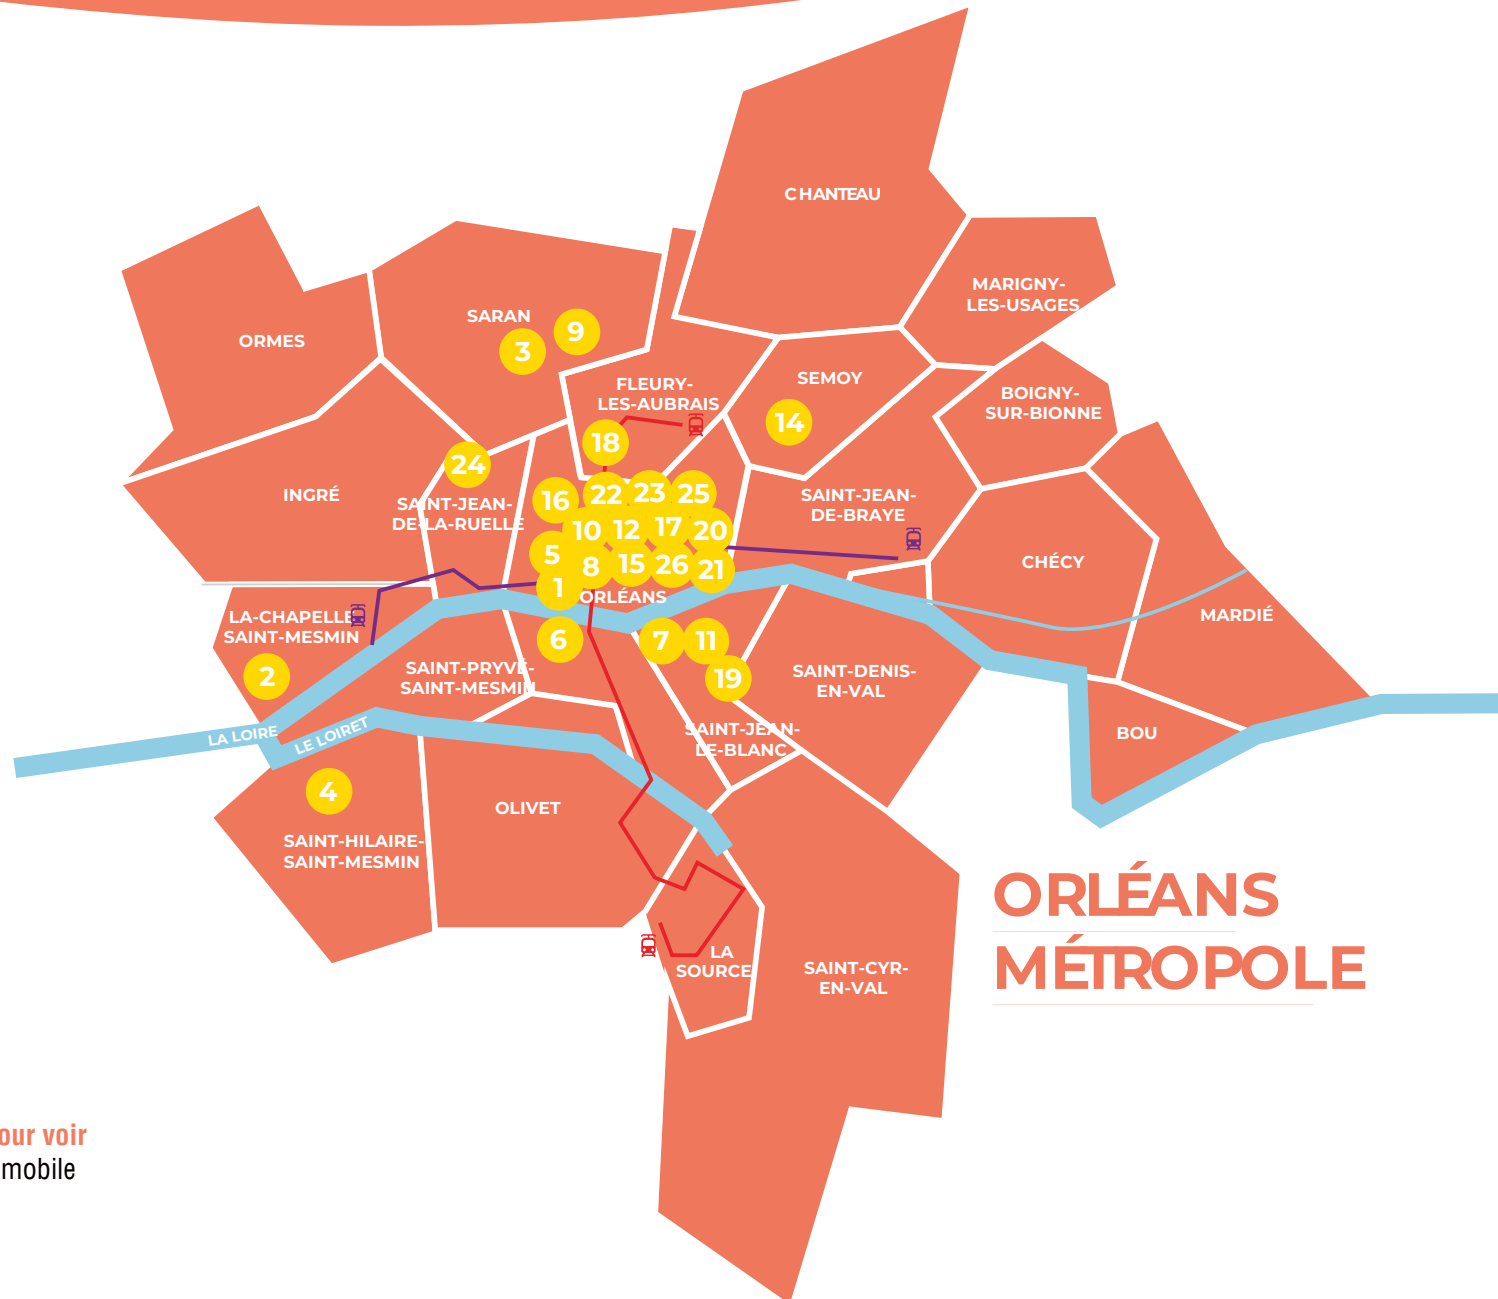 CHANTEAU
MARIGNY-
LES-USAGES
SARAN
9
3
ORMES
FLEURY-
LES-AUBRAIS
SEMOY
14
BOIGNY-
SUR-BIONNE
18
24
INGRÉ
SAINT-JEAN-
DE-LA-RUELLE
16
22
23
25
SAINT-JEAN-
DE-BRAYE
10
12
17
20
5
8
15
26
21
1
ORLÉANS
CHÉCY
MARDIÉ
LA-CHAPELLE
SAINT-MESMIN
2
6
7
11
19
SAINT-PRYVÉ-
SAINT-MESMIN
SAINT-DENIS-
EN-VAL
LA LOIRE
LE LOIRET
SAINT-JEAN-
LE-BLANC
BOU
4
OLIVET
SAINT-HILAIRE-
SAINT-MESMIN
LA
SOURCE
SAINT-CYR-
EN-VAL
ORLÉANS
MÉTROPOLE
our voir
mobile